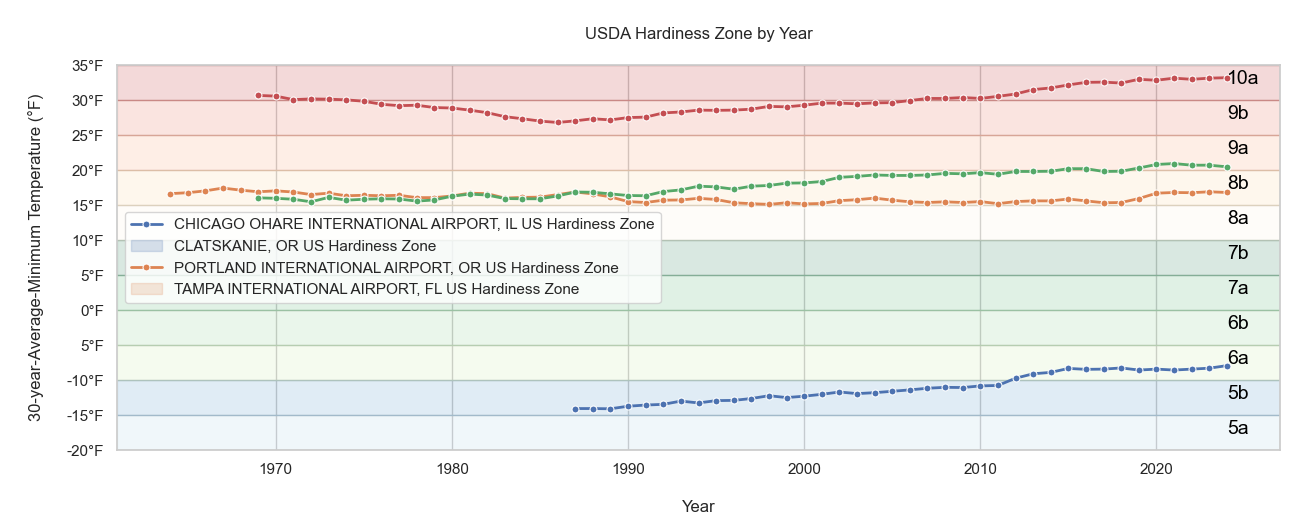 USDA Hardiness Zone by Year
30-year-Average-Minimum Temperature (°F)
35°F
30°F
25°F
20°F
15°F
10°F
5°F
0°F
5°F
-10°F
-15°F
-20°F
10a
9b
9a
8b
8a
7b
7a
6b
6a
5b
5a
CHICAGO OHARE INTERNATIONAL AIRPORT, IL US Hardiness Zone
CLATSKANIE, OR US Hardiness Zone
PORTLAND INTERNATIONAL AIRPORT, OR US Hardiness Zone
TAMPA INTERNATIONAL AIRPORT, FL US Hardiness Zone
1970
1980
1990
2000
2010
2020
Year